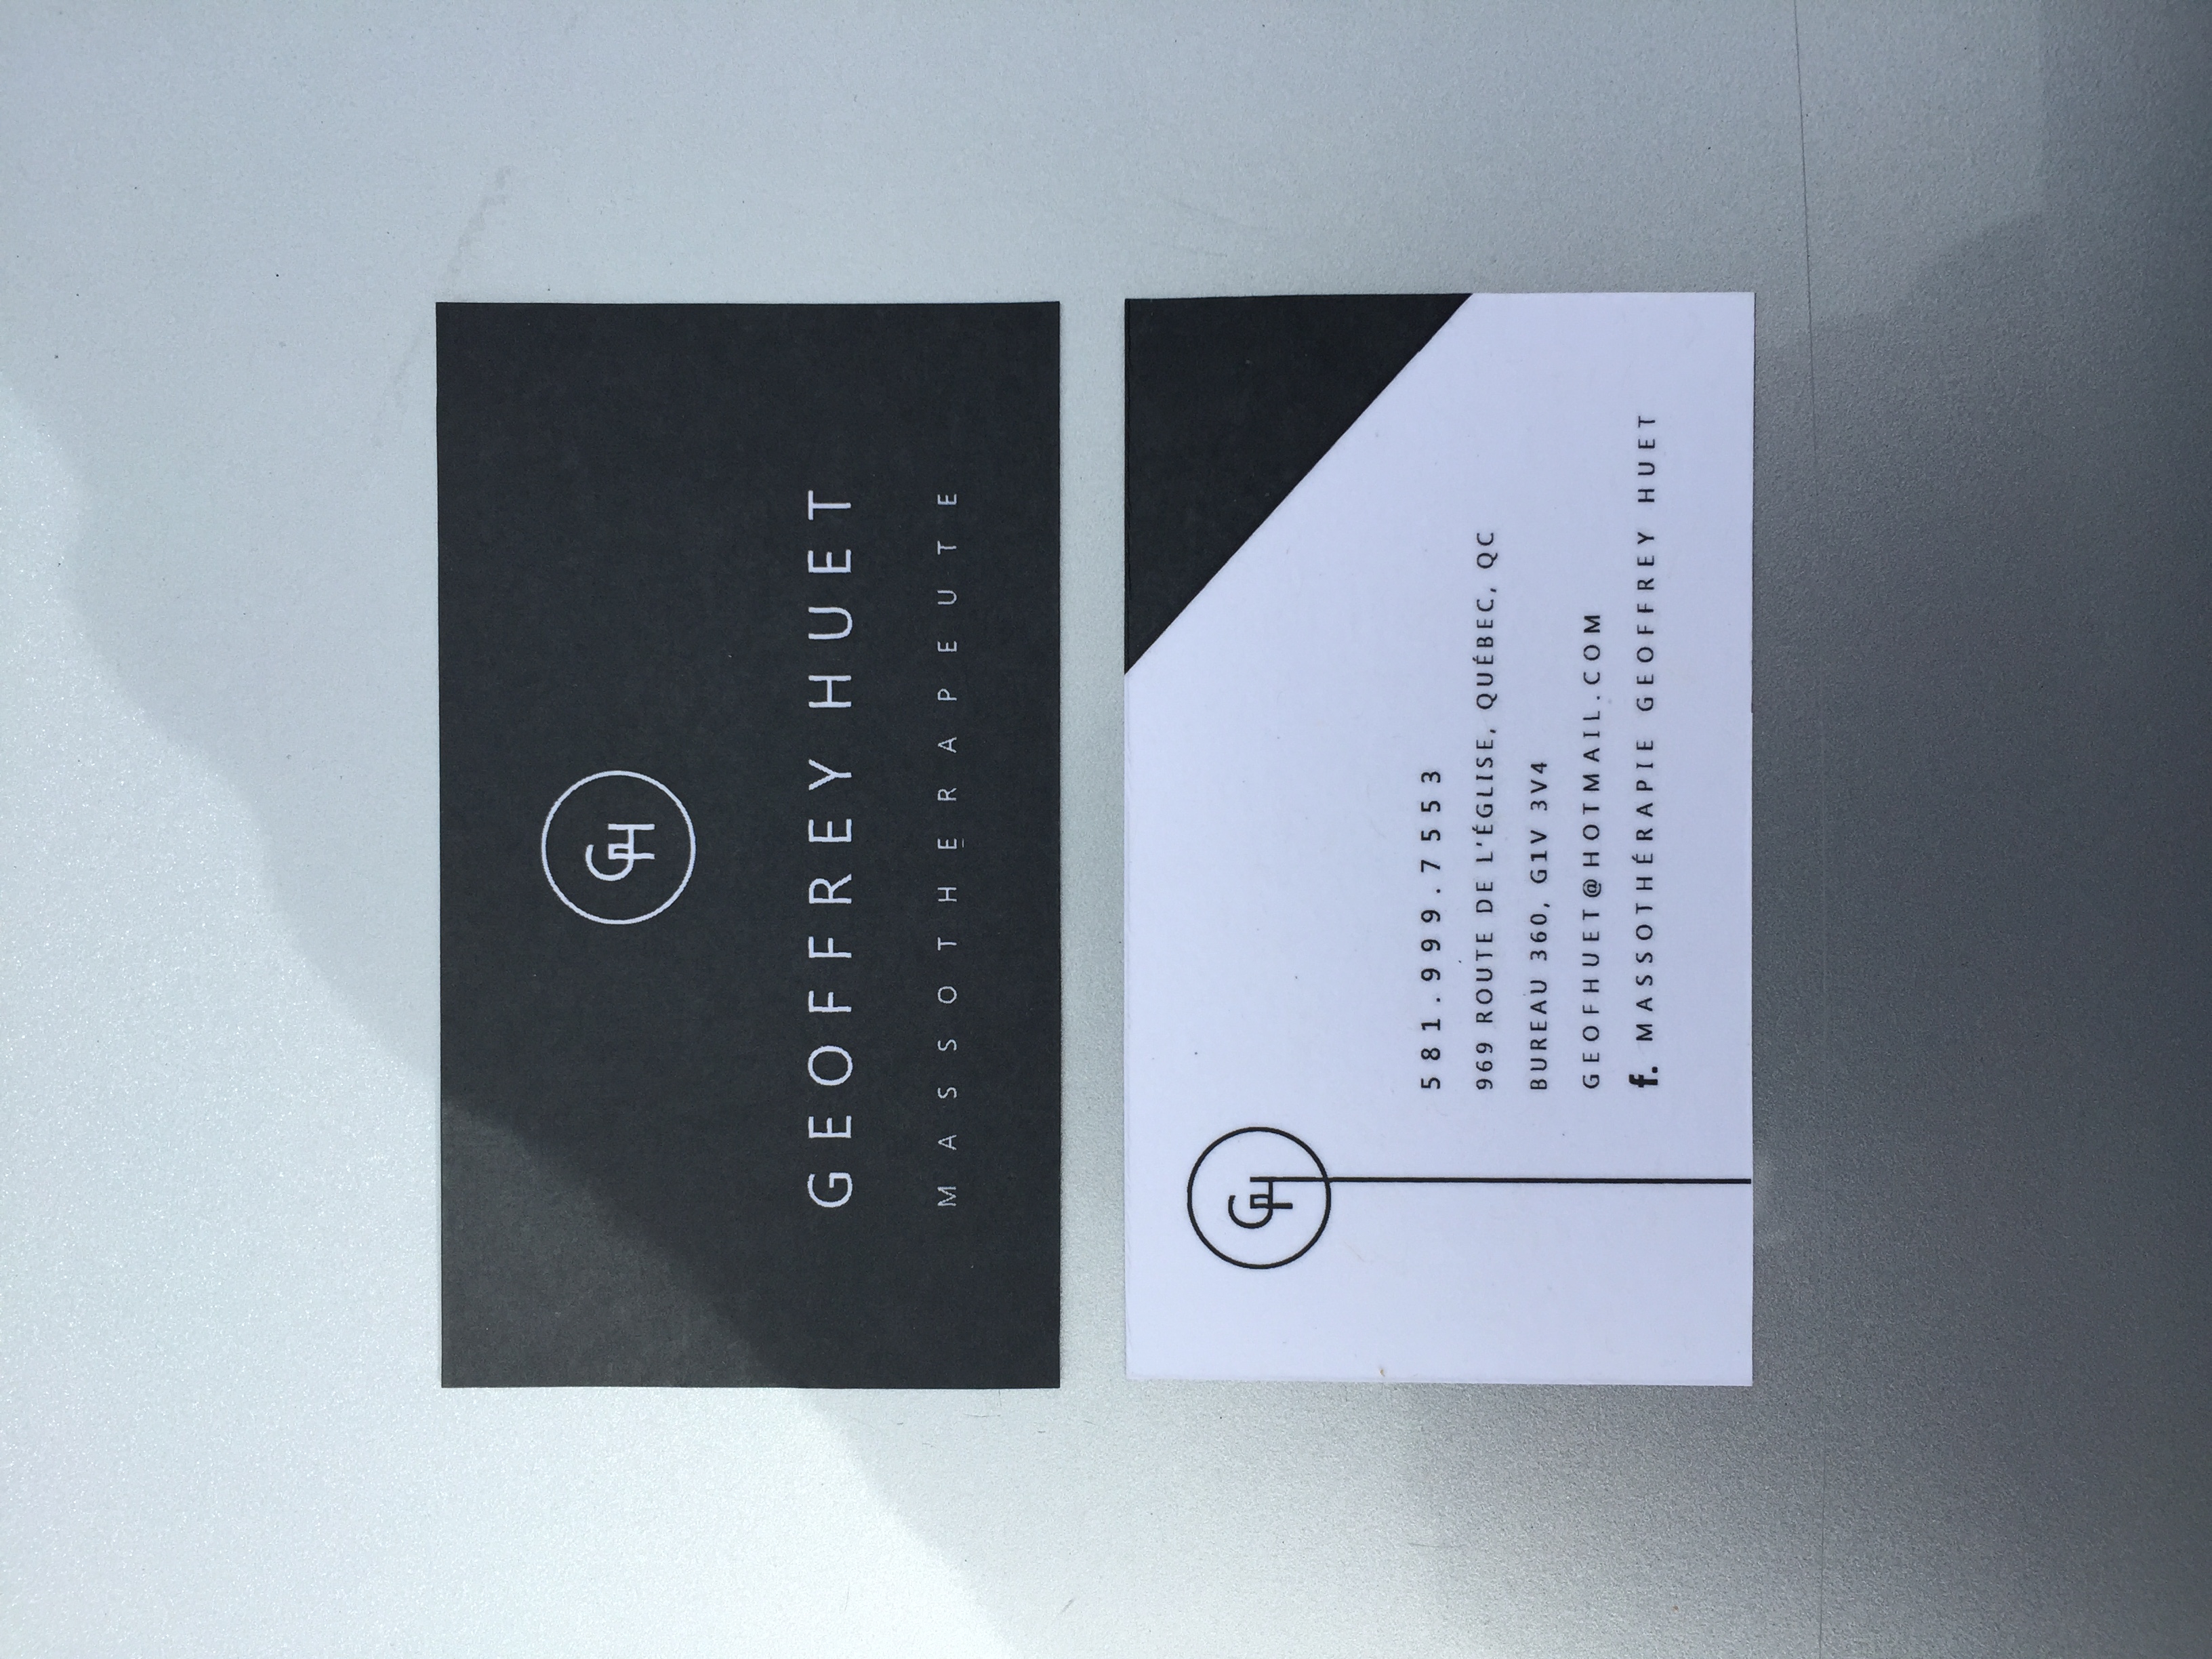 GH
GEOFFREY HUET
MASSOTHERAPEUTE
GH
581.999.7553
969 ROUTE DE L'ÉGLISE, QUÉBEC, QC
BUREAU 360, G1V 3V4
GEOFHUET@HOTMAIL.COM
f. MASSOTHÉRAPIE GEOFFREY HUET